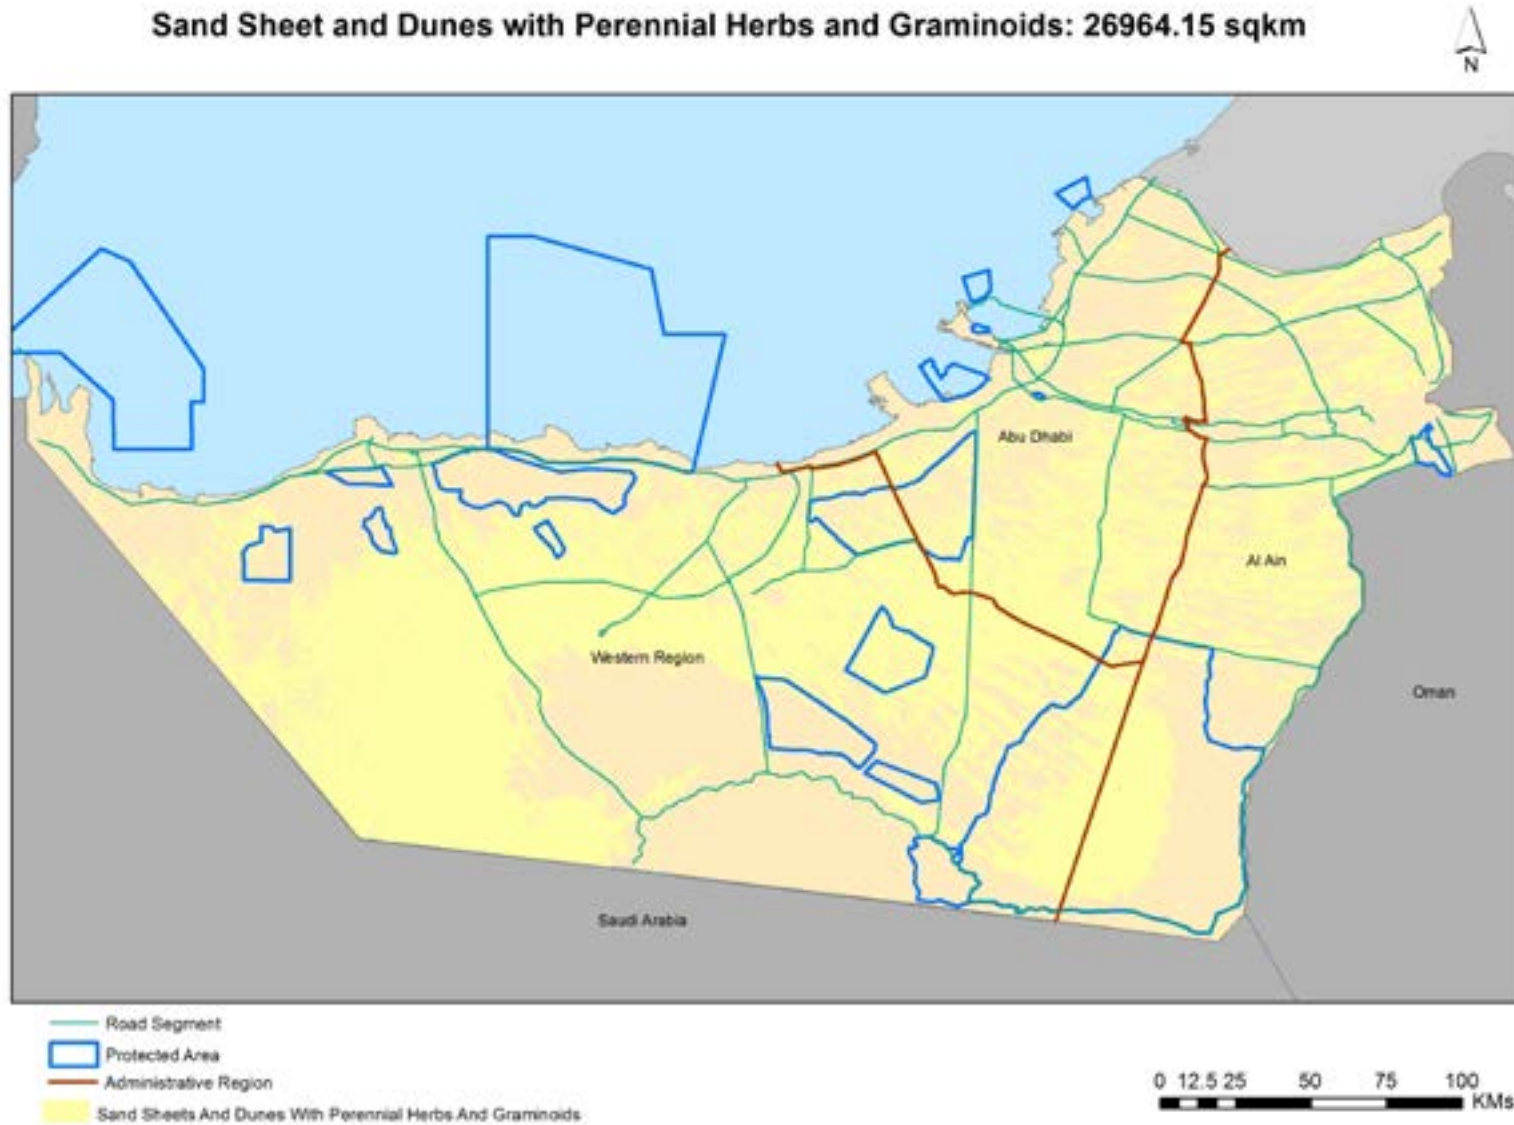 Sand Sheet and Dunes with Perennial Herbs and Graminoids: 26964.15 sqkm
N
Abu Dhabi
Al Ain
Western Region
Oman
Saudi Arabia
Road Segment
Protected Area
Administrative Region
Sand Sheets And Dunes With Perennial Herbs And Graminoids
0 12.5 25 50 75 100
KMs